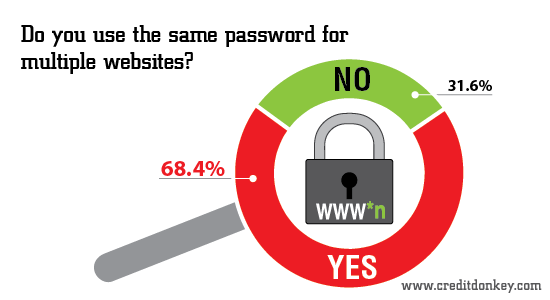 Do you use the same password for
multiple websites?
NO
31.6%
68.4%
WWW*n
YES
www.creditdonkey.com